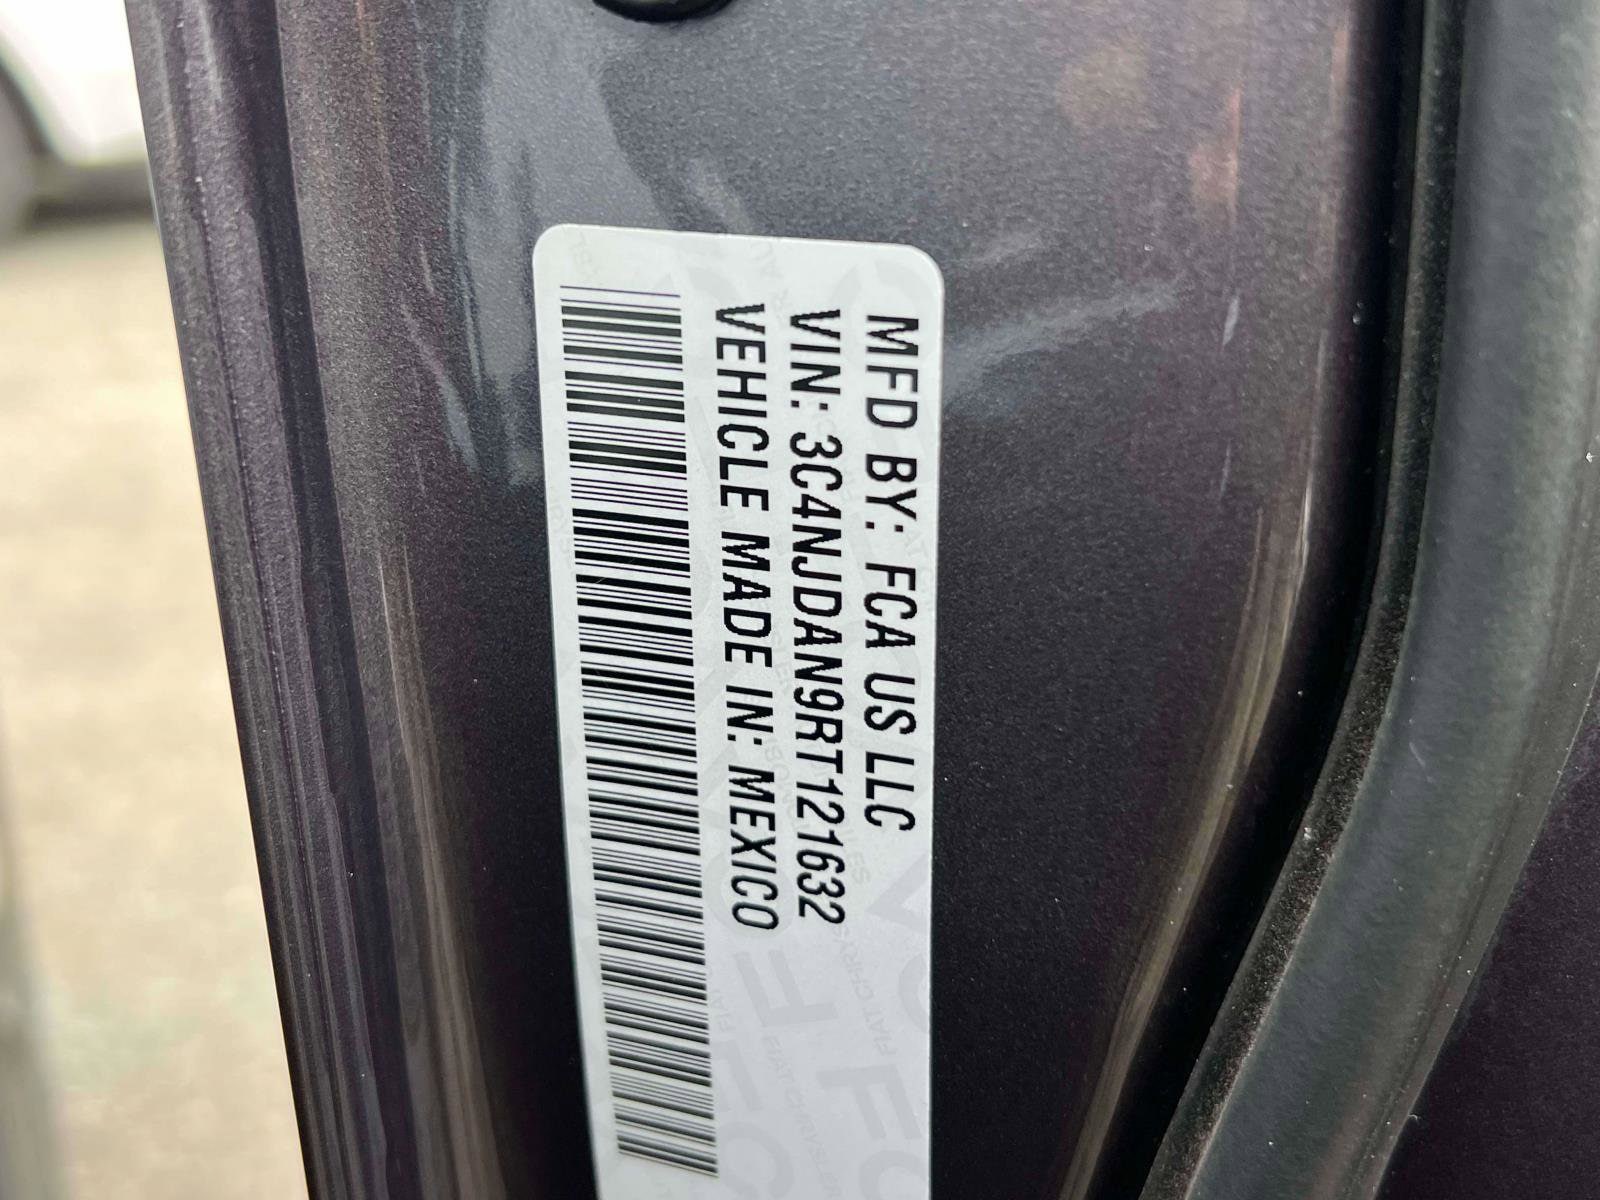 MFD BY: FCA US LLC
VIN: 3C4NJDAN9RT121632
VEHICLE MADE IN: MEXICO